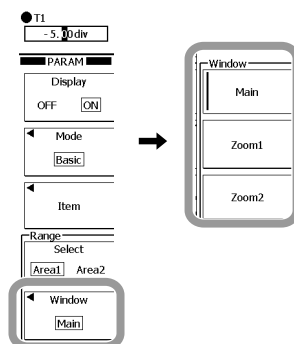 T1
-5.00div
PARAM
Display
OFF ON
Mode
Basic
Item
Range
Select
Area1 Area2
Window
Main
Window
Main
Zoom1
Zoom2